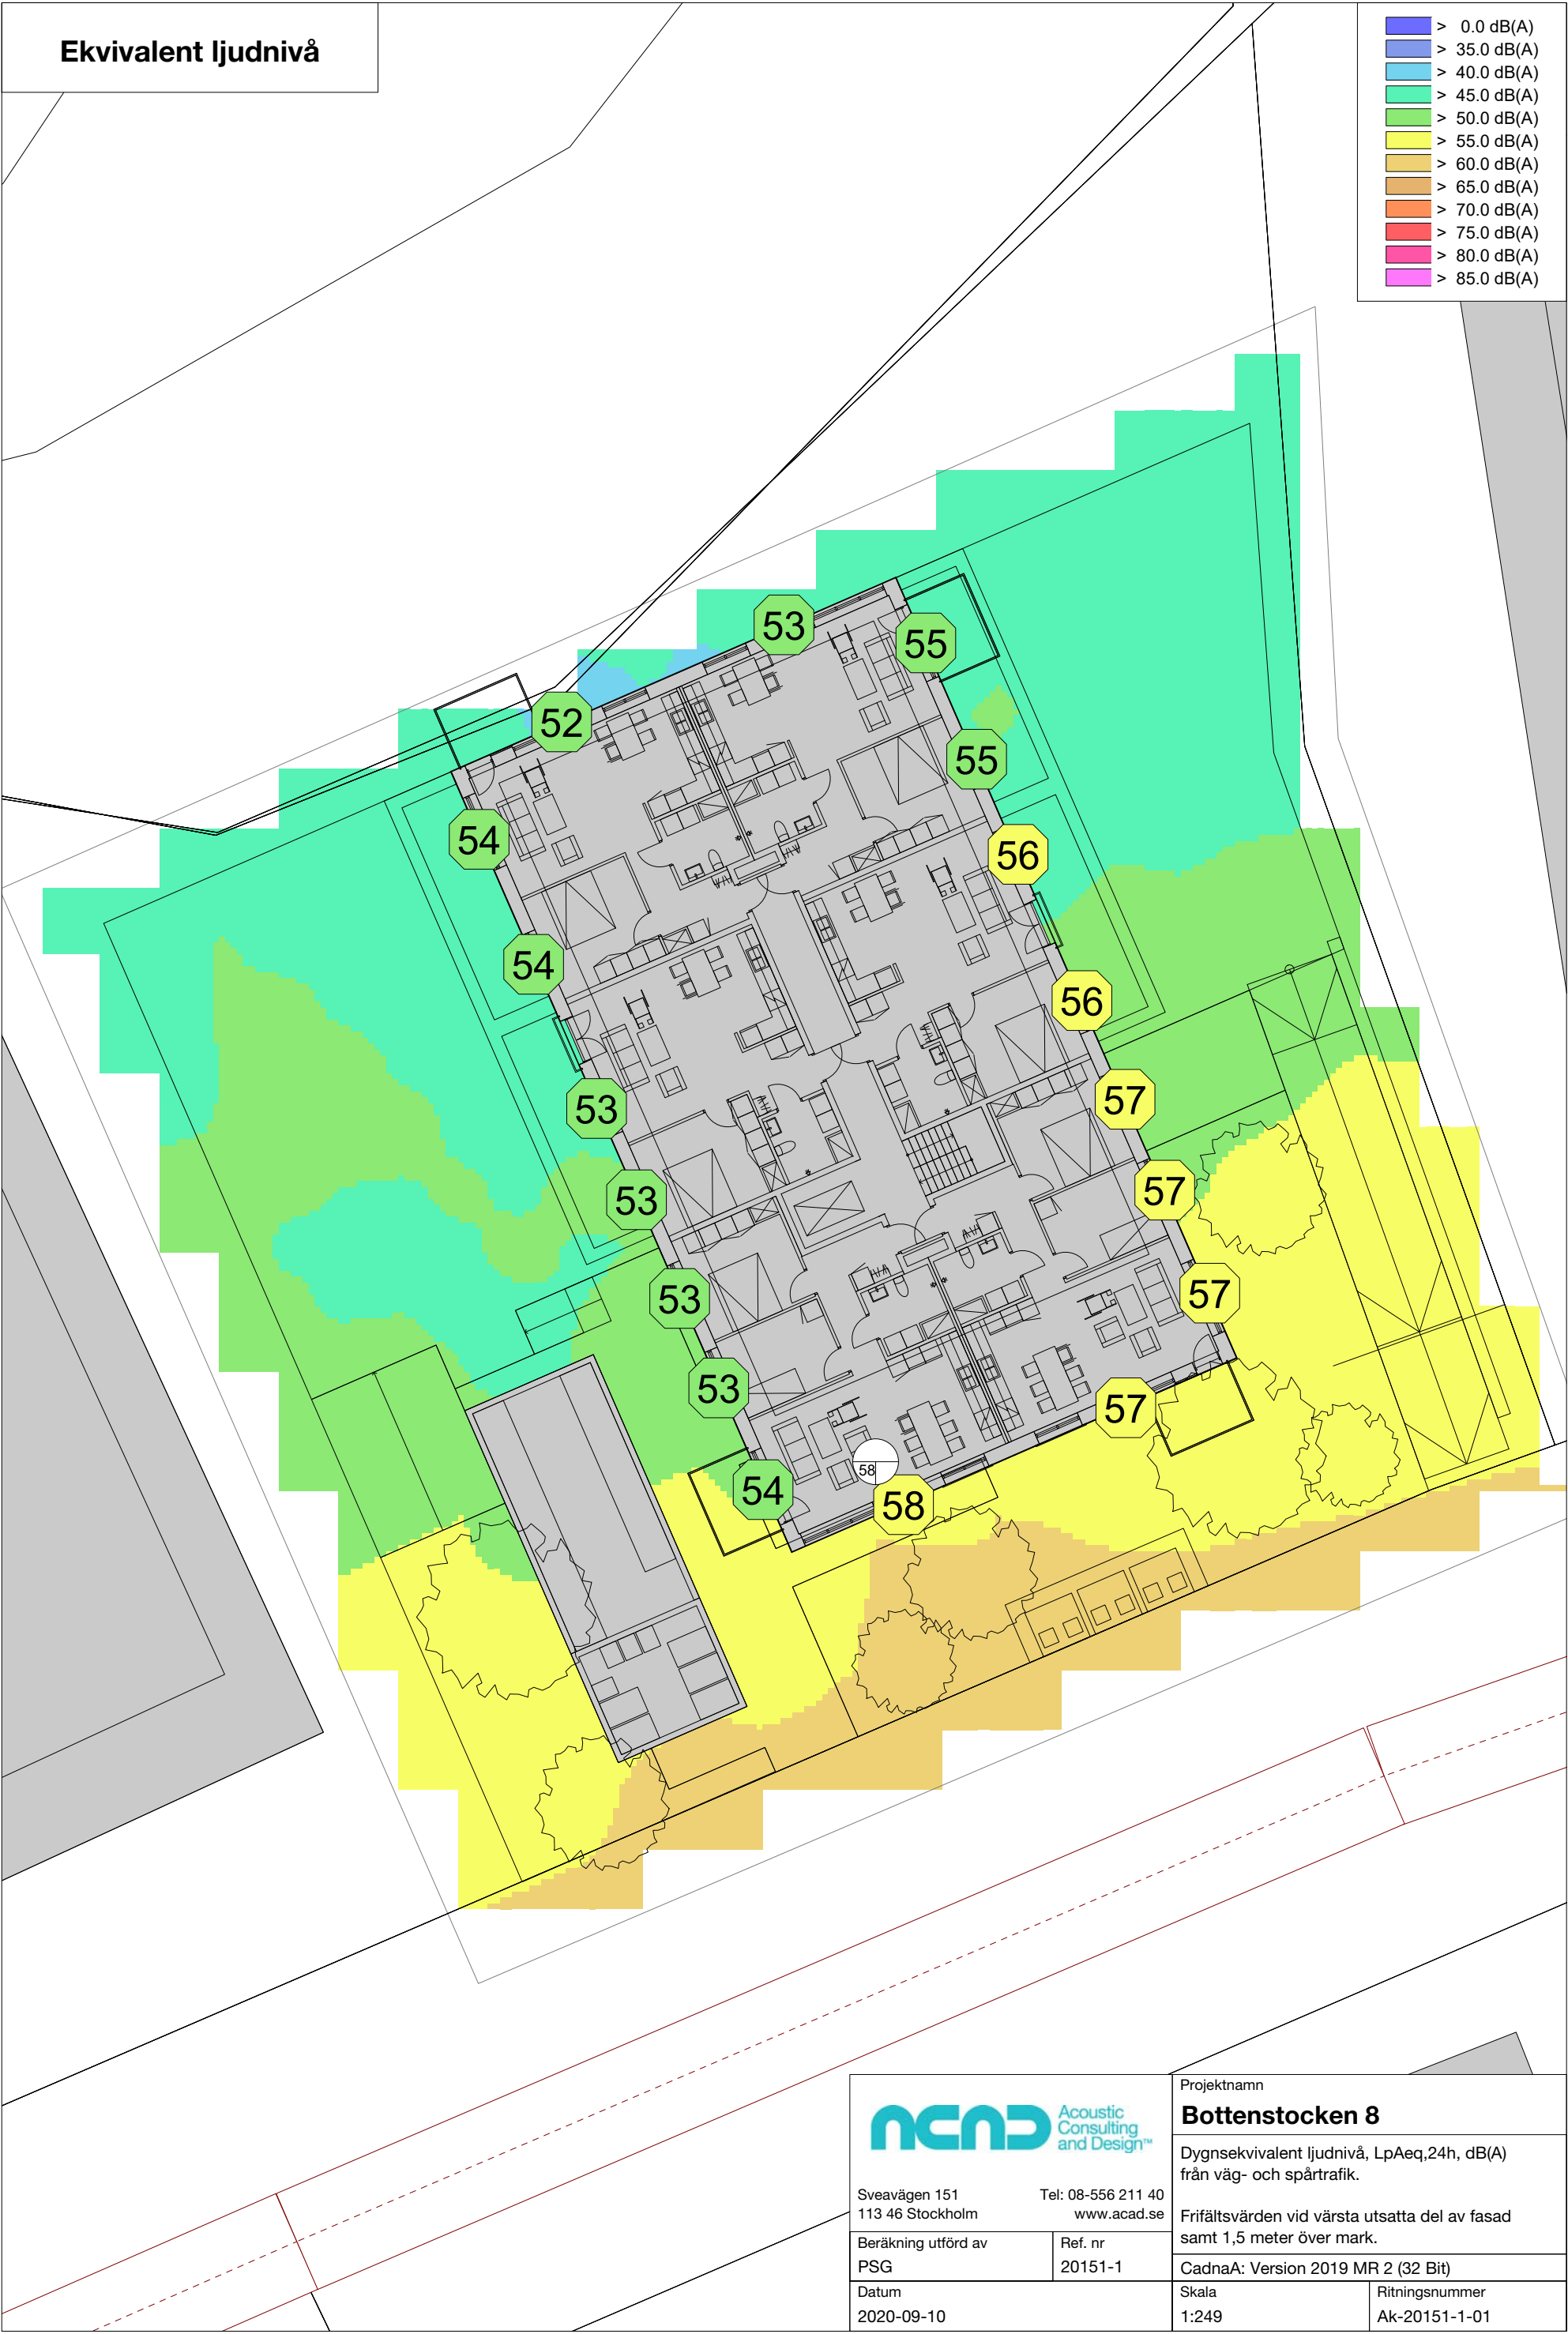 Ekvivalent ljudnivå
> 0.0 dB(A)
> 35.0 dB(A)
> 40.0 dB(A)
> 45.0 dB(A)
> 50.0 dB(A)
> 55.0 dB(A)
> 60.0 dB(A)
> 65.0 dB(A)
> 70.0 dB(A)
> 75.0 dB(A)
> 80.0 dB(A)
> 85.0 dB(A)
53
55
52
55
54
56
54
56
53
57
53
57
53
57
53
57
58
54
58
ACAD
Acoustic
Consulting
and Design™
Sveavägen 151
113 46 Stockholm
Tel: 08-556 211 40
www.acad.se
Beräkning utförd av
PSG
Ref. nr
20151-1
Datum
2020-09-10
Projektnamn
Bottenstocken 8
Dygnsekvivalent ljudnivå, LpAeq,24h, dB(A)
från väg- och spårtrafik.
Frifältsvärden vid värsta utsatta del av fasad
samt 1,5 meter över mark.
CadnaA: Version 2019 MR 2 (32 Bit)
Skala
1:249
Ritningsnummer
Ak-20151-1-01